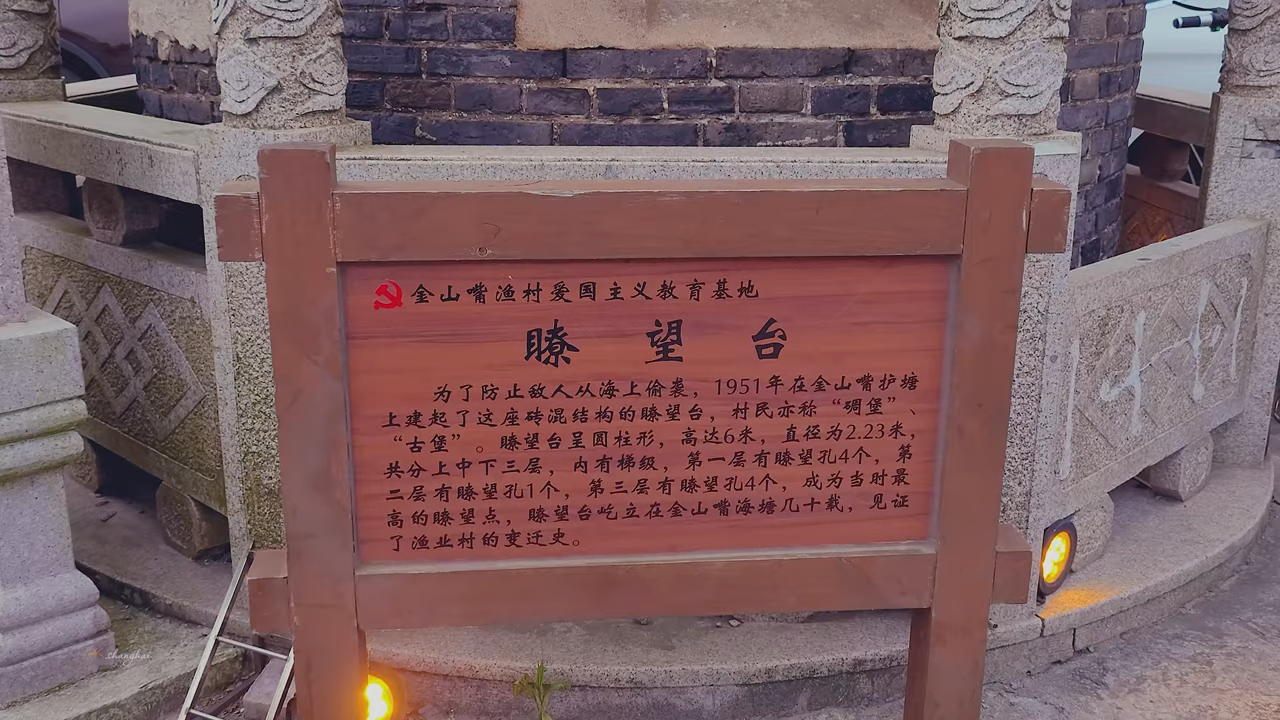 金山嘴渔村爱国主义教育基地
瞭望台
为了防止敌人从海上偷袭，1951年在金山嘴护塘
上建起了这座砖混结构的瞭望台，村民亦称“碉堡”、
“古堡”。瞭望台呈圆柱形，高达6米，直径为2.23米，
共分上中下三层，内有梯级，第一层有瞭望孔4个，第
二层有瞭望孔1个，第三层有瞭望孔4个，成为当时最
高的瞭望点，瞭望台屹立在金山嘴海塘几十载，见证
了渔业村的变迁史。
shanghai